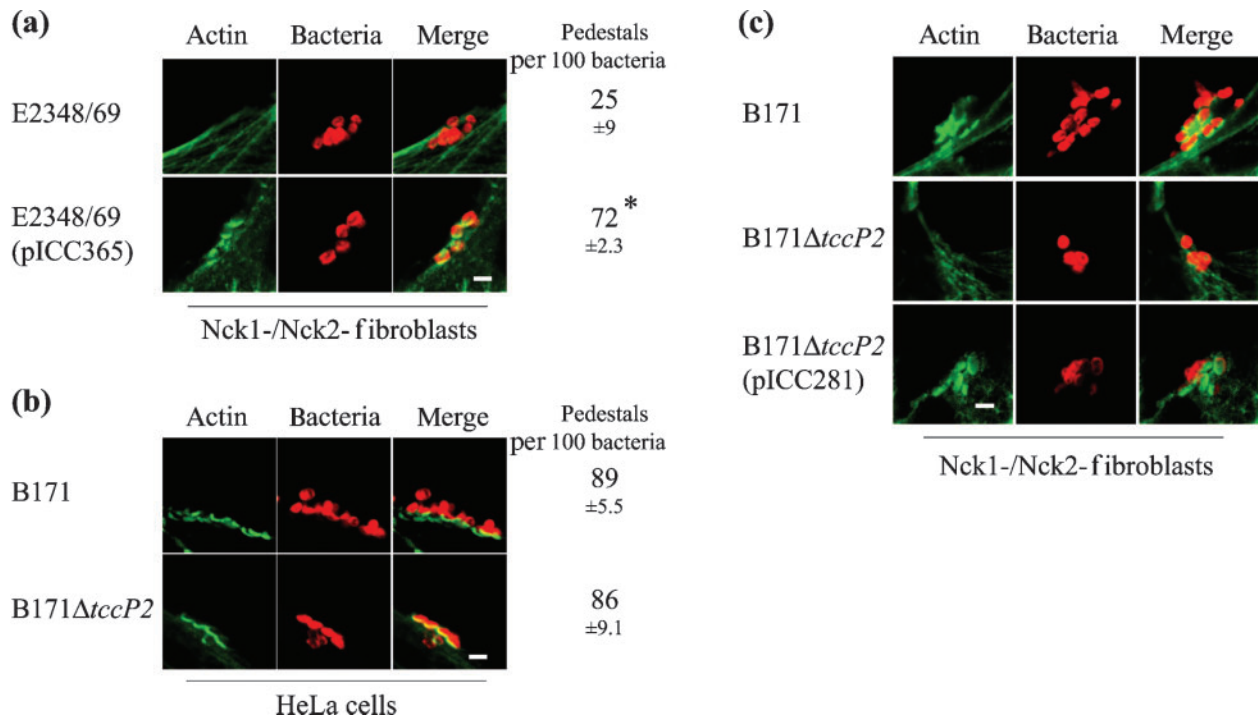 (a)
Actin Bacteria Merge Pedestals
per 100 bacteria
E2348/69 25
±9
E2348/69 72*
(pICC365) ±2.3
Nck1-/Nck2- fibroblasts
(b)
Actin Bacteria Merge Pedestals
per 100 bacteria
B171 89
±5.5
B171ΔtccP2 86
±9.1
HeLa cells
(c)
Actin Bacteria Merge
B171
B171ΔtccP2
B171ΔtccP2
(pICC281)
Nck1-/Nck2- fibroblasts